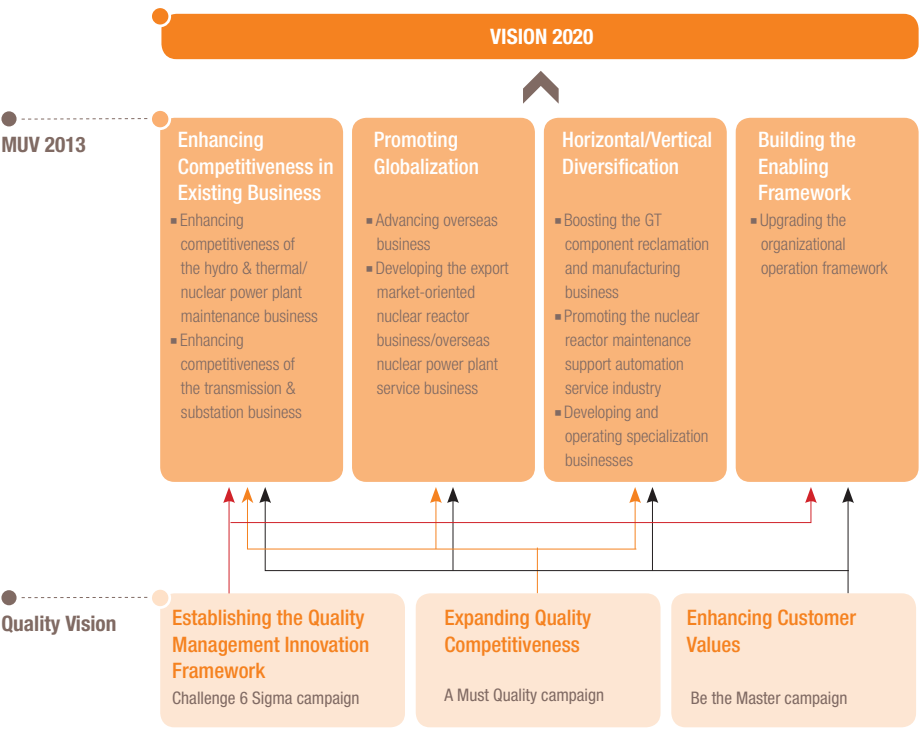 VISION 2020
MUV 2013
Enhancing
Competitiveness in
Existing Business
■ Enhancing
competitiveness of
the hydro & thermal/
nuclear power plant
maintenance business
■ Enhancing
competitiveness of
the transmission &
substation business
Promoting
Globalization
■ Advancing overseas
business
■ Developing the export
market-oriented
nuclear reactor
business/overseas
nuclear power plant
service business
Horizontal/Vertical
Diversification
■ Boosting the GT
component reclamation
and manufacturing
business
■ Promoting the nuclear
reactor maintenance
support automation
service industry
■ Developing and
operating specialization
businesses
Building the
Enabling
Framework
■ Upgrading the
organizational
operation framework
Quality Vision
Establishing the Quality
Management Innovation
Framework
Challenge 6 Sigma campaign
Expanding Quality
Competitiveness
A Must Quality campaign
Enhancing Customer
Values
Be the Master campaign